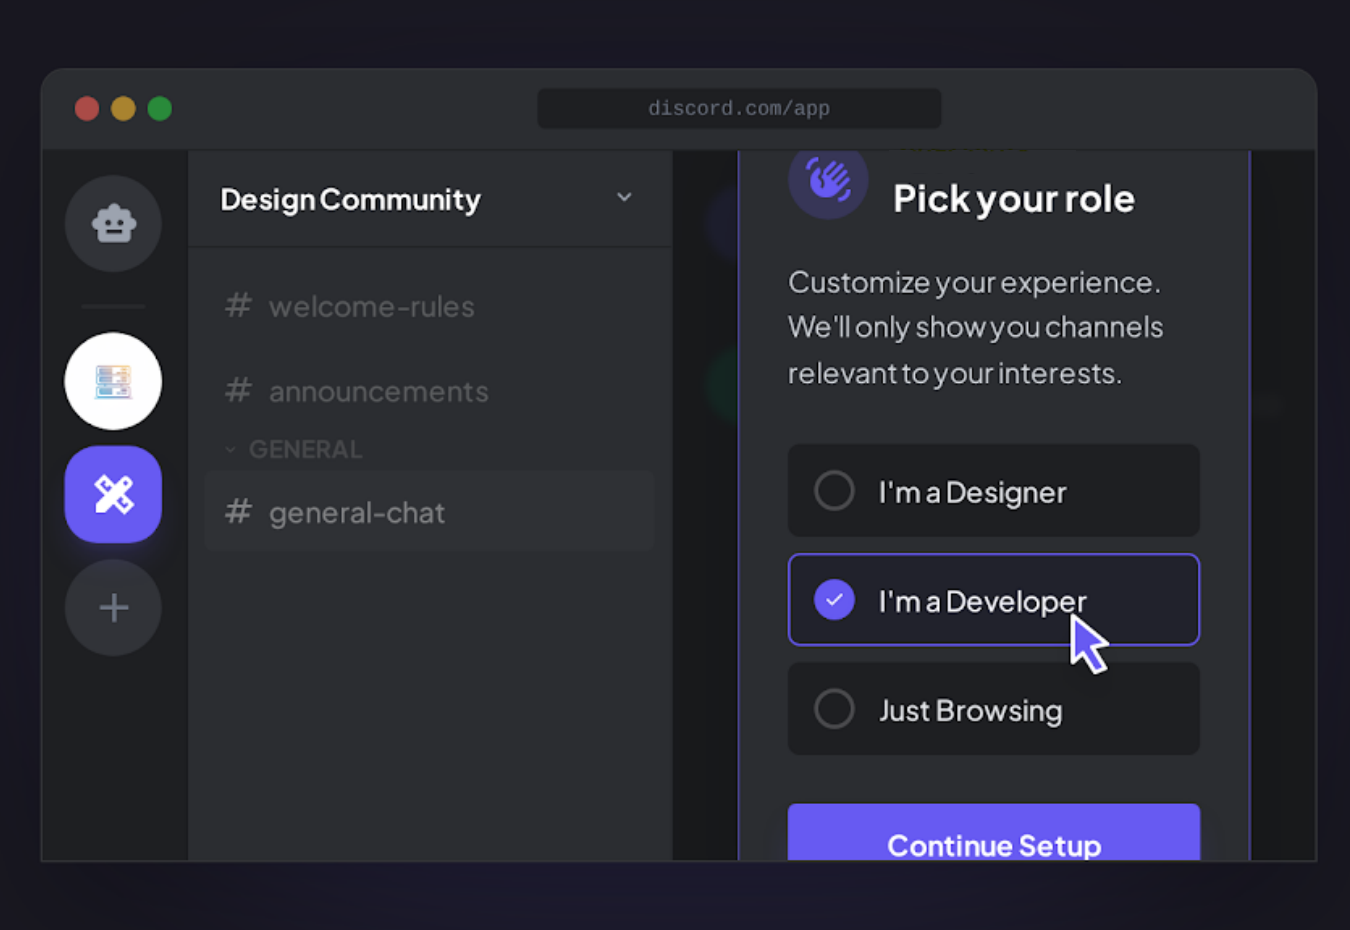 discord.com/app
Design Community
# welcome-rules
# announcements
GENERAL
# general-chat
Pick your role
Customize your experience.
We'll only show you channels
relevant to your interests.
I'm a Designer
I'm a Developer
Just Browsing
Continue Setup